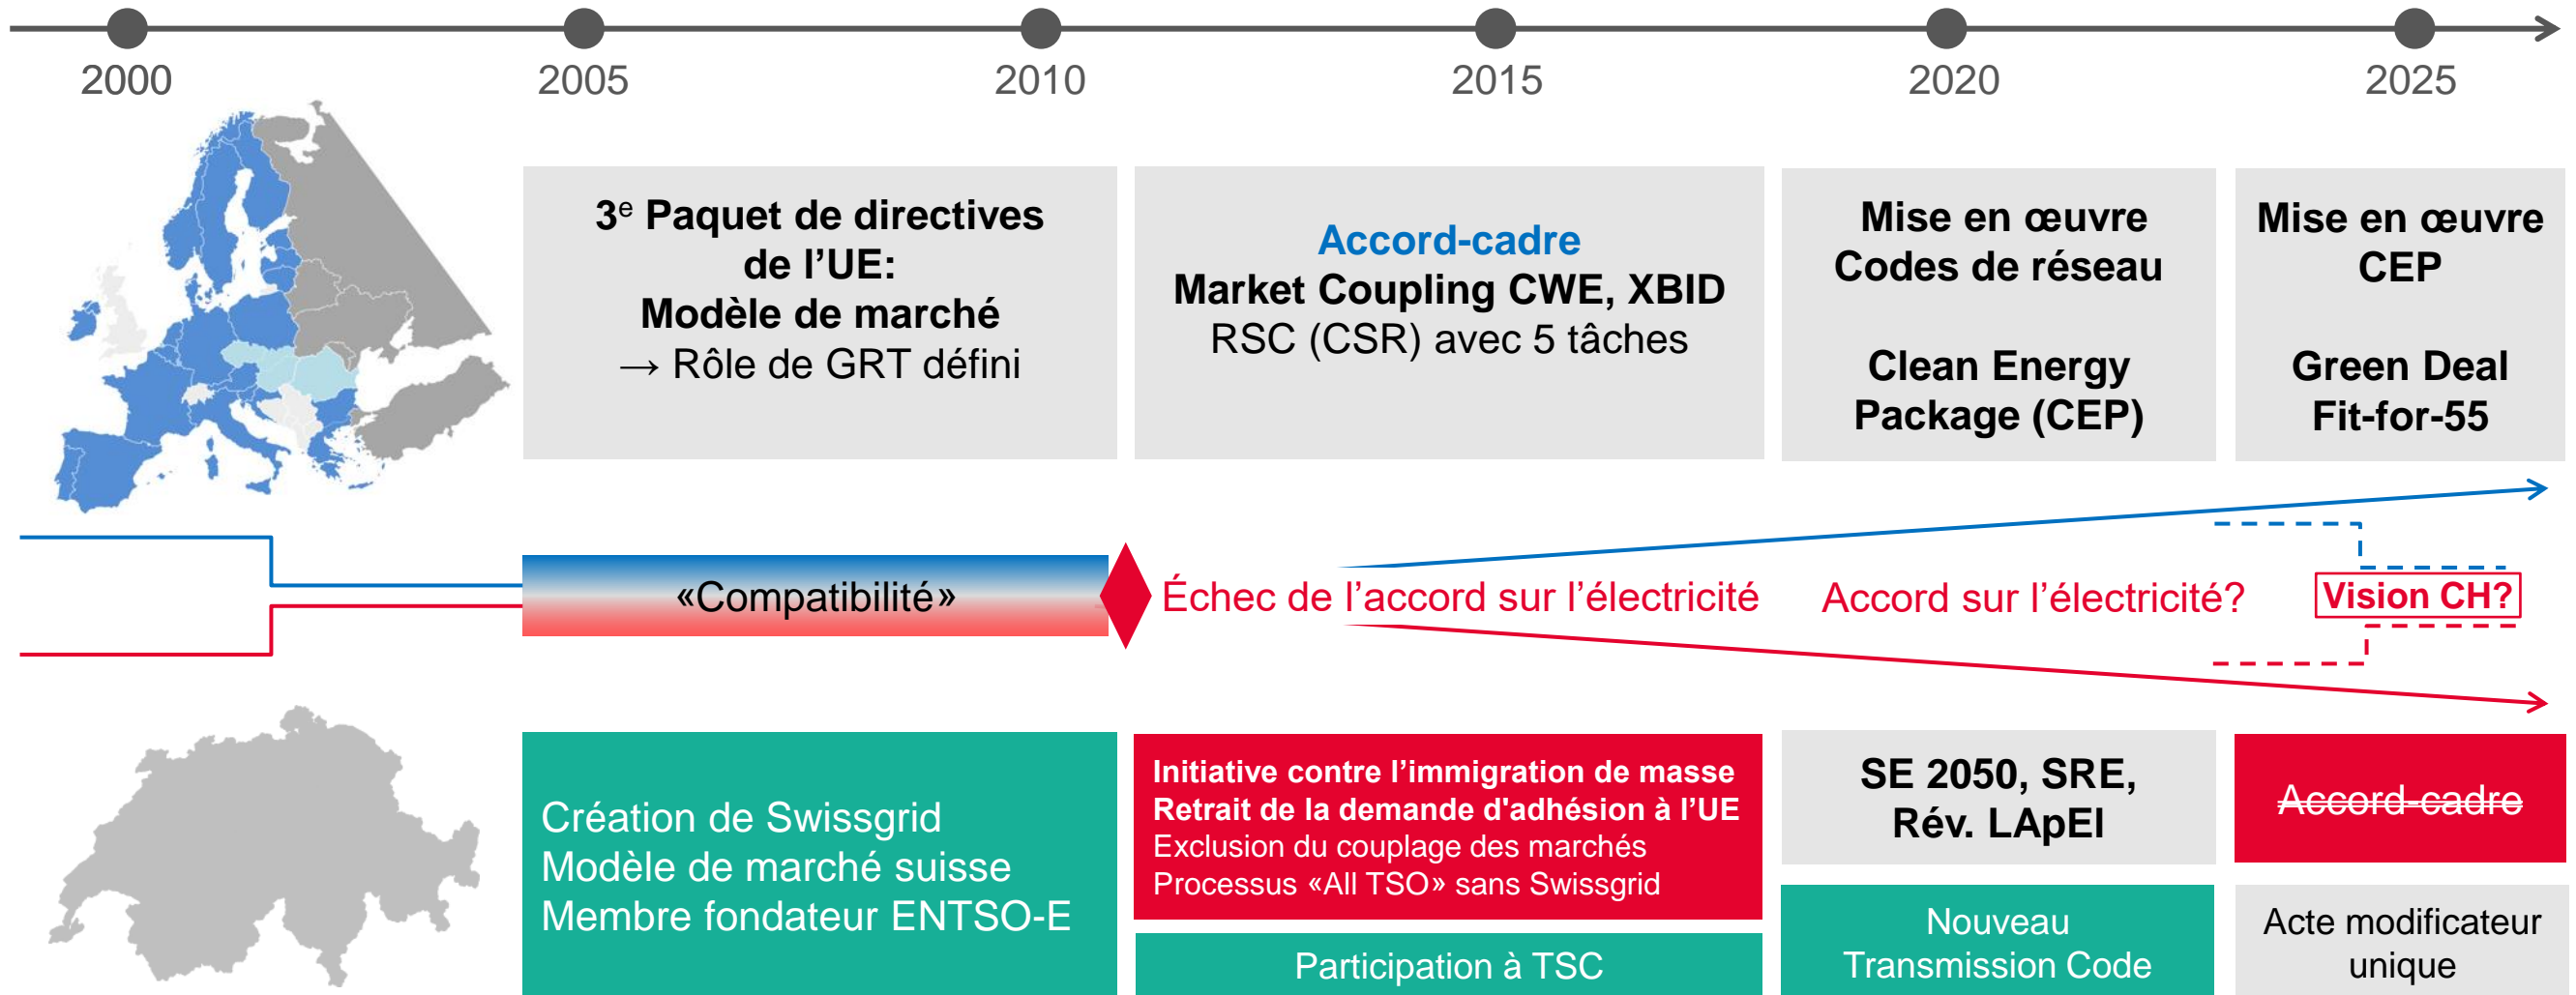 2000
2005
2010
2015
2020
2025
3e Paquet de directives
de l’UE:
Modèle de marché
→ Rôle de GRT défini
Accord-cadre
Market Coupling CWE, XBID
RSC (CSR) avec 5 tâches
Mise en œuvre
Codes de réseau
Clean Energy
Package (CEP)
Mise en œuvre
CEP
Green Deal
Fit-for-55
«Compatibilité»
Échec de l’accord sur l’électricité
Accord sur l’électricité?
Vision CH?
Création de Swissgrid
Modèle de marché suisse
Membre fondateur ENTSO-E
Initiative contre l’immigration de masse
Retrait de la demande d'adhésion à l’UE
Exclusion du couplage des marchés
Processus «All TSO» sans Swissgrid
Participation à TSC
SE 2050, SRE,
Rév. LApEl
Nouveau
Transmission Code
Accord-cadre
Acte modificateur
unique